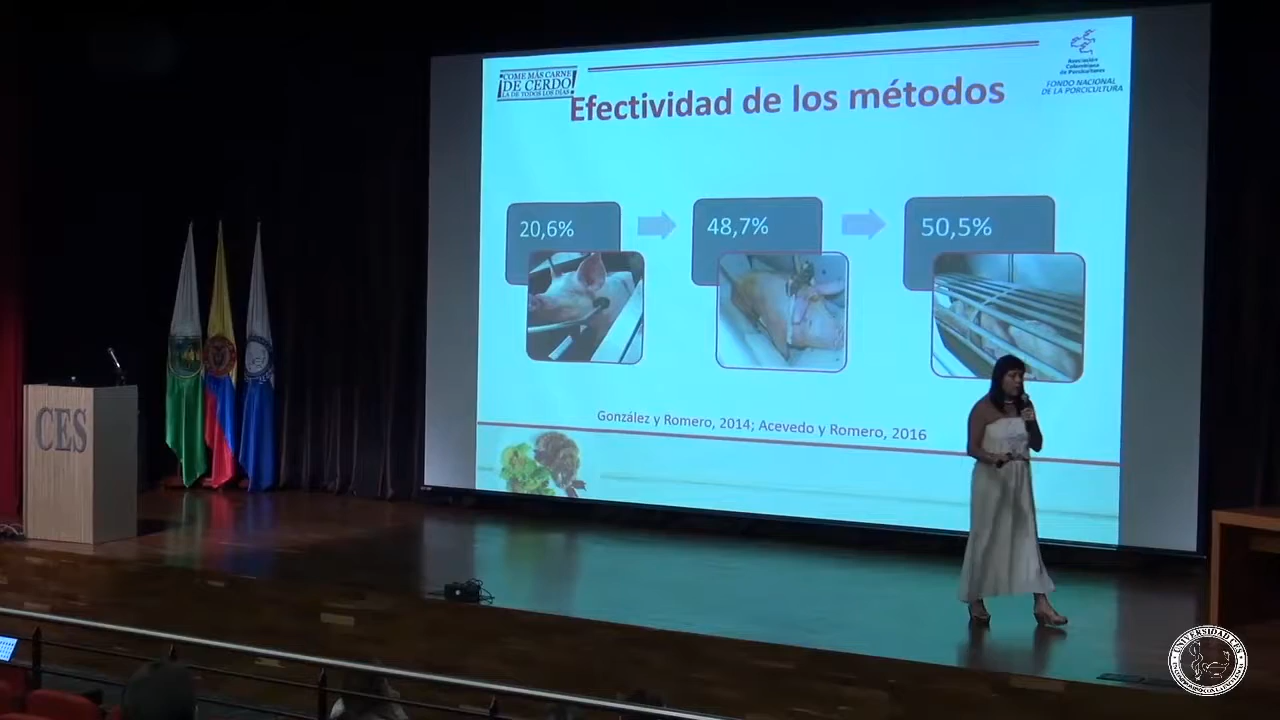 ¡COME MÁS CARNE
DE CERDO!
LA DE TODOS LOS DÍAS
Asociación
Colombiana
de Porcicultores
FONDO NACIONAL
DE LA PORCICULTURA
Efectividad de los métodos
20,6%
48,7%
50,5%
González y Romero, 2014; Acevedo y Romero, 2016
CES